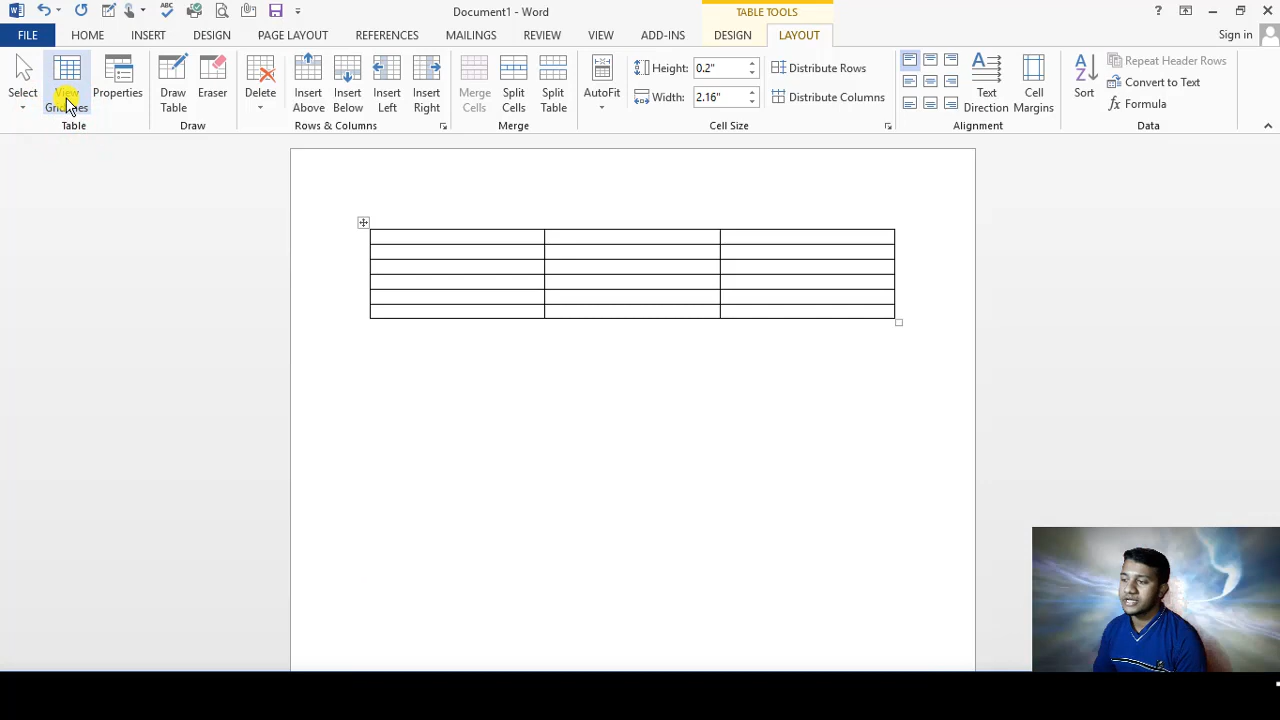 Document1 - Word
TABLE TOOLS
?
FILE
HOME
INSERT
DESIGN
PAGE LAYOUT
REFERENCES
MAILINGS
REVIEW
VIEW
ADD-INS
DESIGN
LAYOUT
Sign in
Select
View
Gridlines
Properties
Draw
Table
Eraser
Delete
Insert
Above
Insert
Below
Insert
Left
Insert
Right
Merge
Cells
Split
Cells
Split
Table
AutoFit
Height: 0.2"
Width: 2.16"
Distribute Rows
Distribute Columns
Text
Direction
Cell
Margins
A
Z
Sort
Repeat Header Rows
Convert to Text
fx Formula
Table
Draw
Rows & Columns
Merge
Cell Size
Alignment
Data